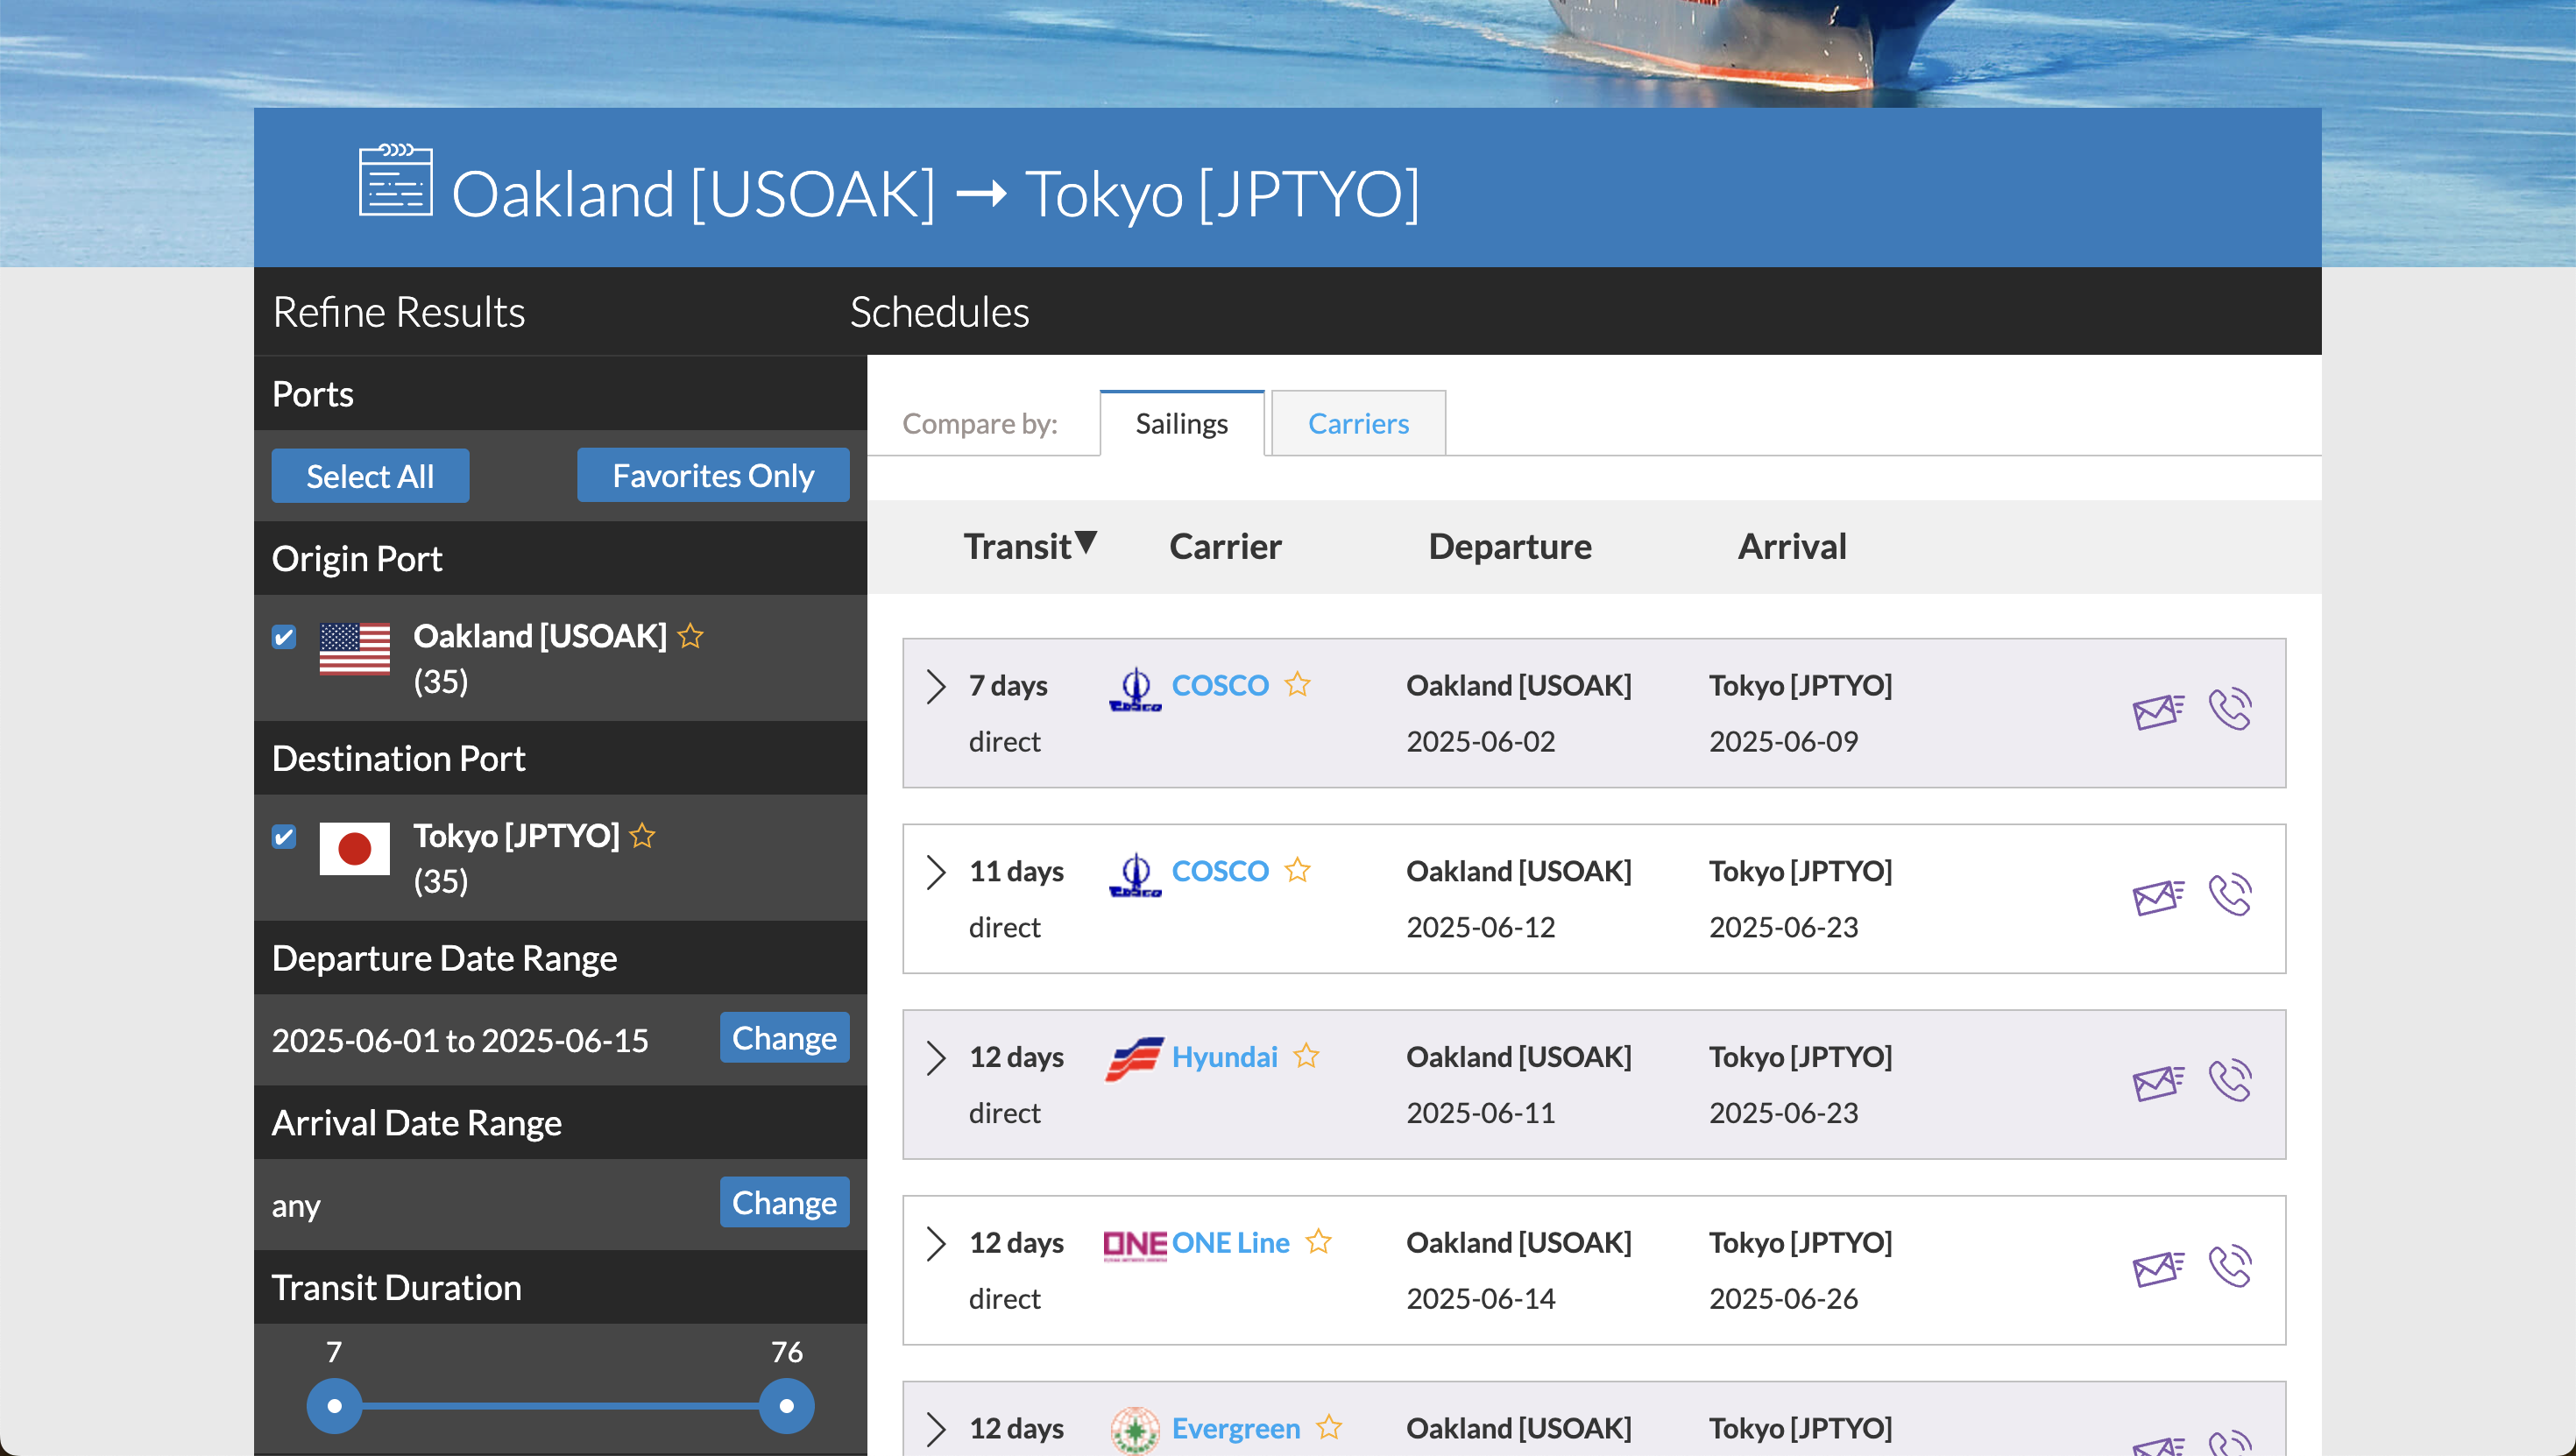 Oakland [USOAK] → Tokyo [JPTYO]
Refine Results
Schedules
Ports
Select All
Favorites Only
Origin Port
Oakland [USOAK]
(35)
Destination Port
Tokyo [JPTYO]
(35)
Departure Date Range
2025-06-01 to 2025-06-15
Change
Arrival Date Range
any
Change
Transit Duration
7
76
Compare by:
Sailings
Carriers
Transit▼ Carrier Departure Arrival
7 days COSCO Oakland [USOAK] Tokyo [JPTYO]
direct 2025-06-02 2025-06-09
11 days COSCO Oakland [USOAK] Tokyo [JPTYO]
direct 2025-06-12 2025-06-23
12 days Hyundai Oakland [USOAK] Tokyo [JPTYO]
direct 2025-06-11 2025-06-23
12 days ONE ONE Line Oakland [USOAK] Tokyo [JPTYO]
direct 2025-06-14 2025-06-26
12 days Evergreen Oakland [USOAK] Tokyo [JPTYO]